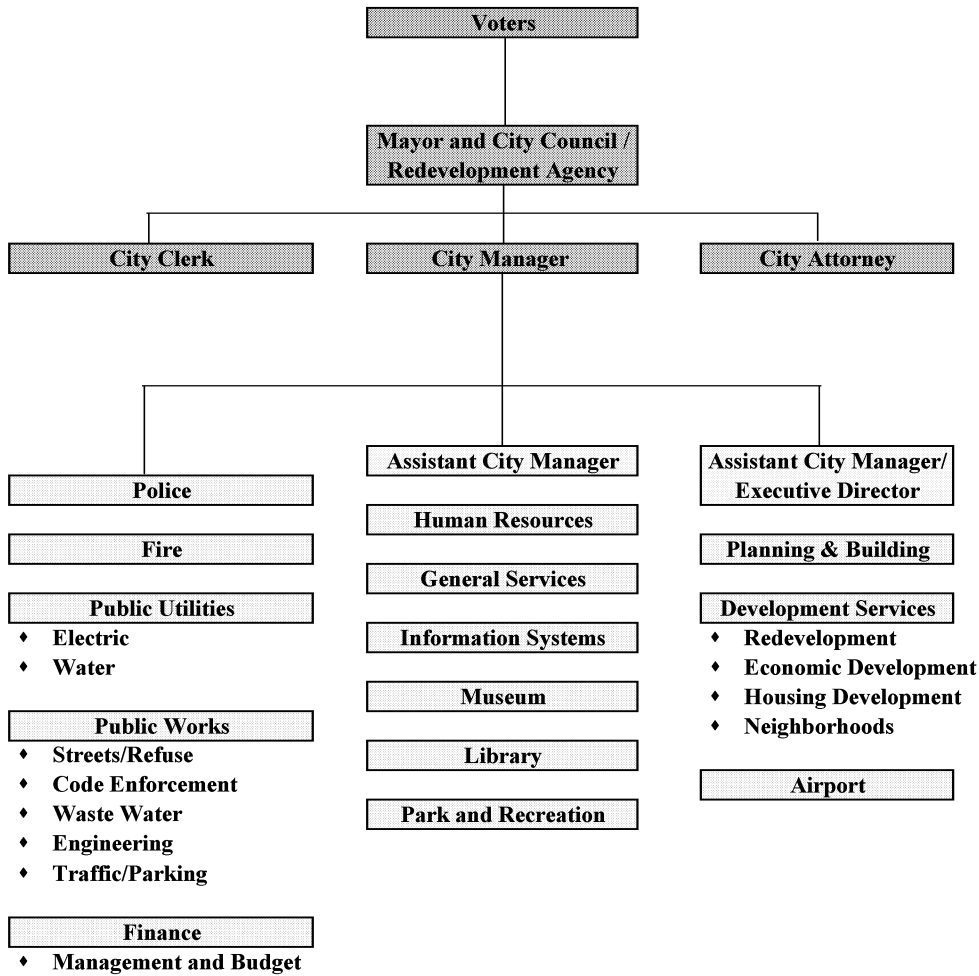 Voters
Mayor and City Council /
Redevelopment Agency
City Clerk
City Manager
City Attorney
Police
Fire
Public Utilities
♦ Electric
♦ Water
Public Works
♦ Streets/Refuse
♦ Code Enforcement
♦ Waste Water
♦ Engineering
♦ Traffic/Parking
Finance
♦ Management and Budget
Assistant City Manager
Human Resources
General Services
Information Systems
Museum
Library
Park and Recreation
Assistant City Manager/
Executive Director
Planning & Building
Development Services
♦ Redevelopment
♦ Economic Development
♦ Housing Development
♦ Neighborhoods
Airport